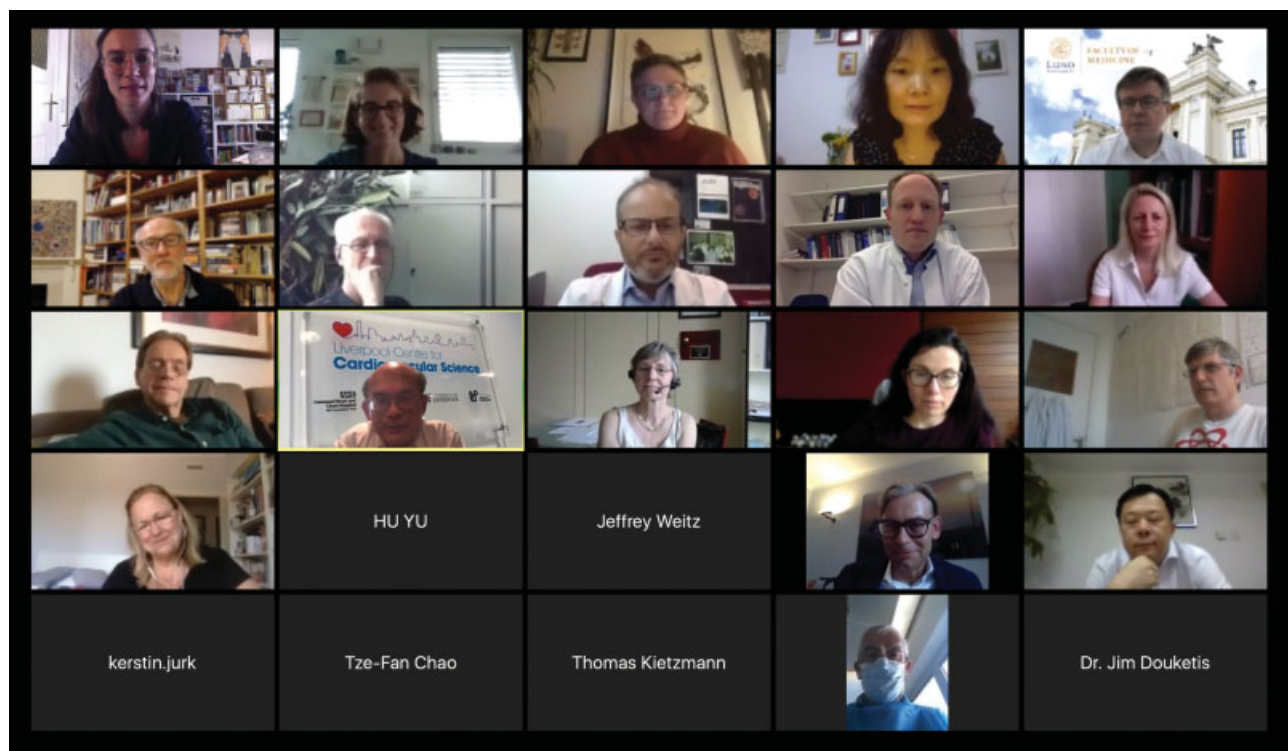 LUND
UNIVERSITY
FACULTY OF
MEDICINE
Liverpool Centre for
Cardiovascular Science
NHS
HU YU
Jeffrey Weitz
kerstin.jurk
Tze-Fan Chao
Thomas Kietzmann
Dr. Jim Douketis